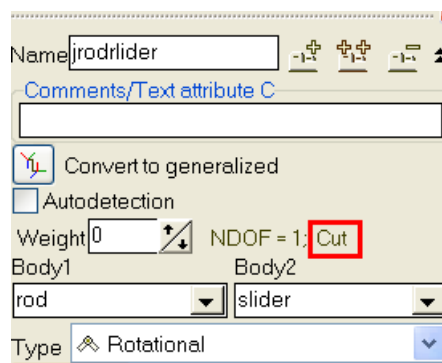 Name jrodrlider
Comments/Text attribute C
Convert to generalized
Autodetection
Weight 0 NDOF = 1; Cut
Body1 Body2
rod slider
Type Rotational